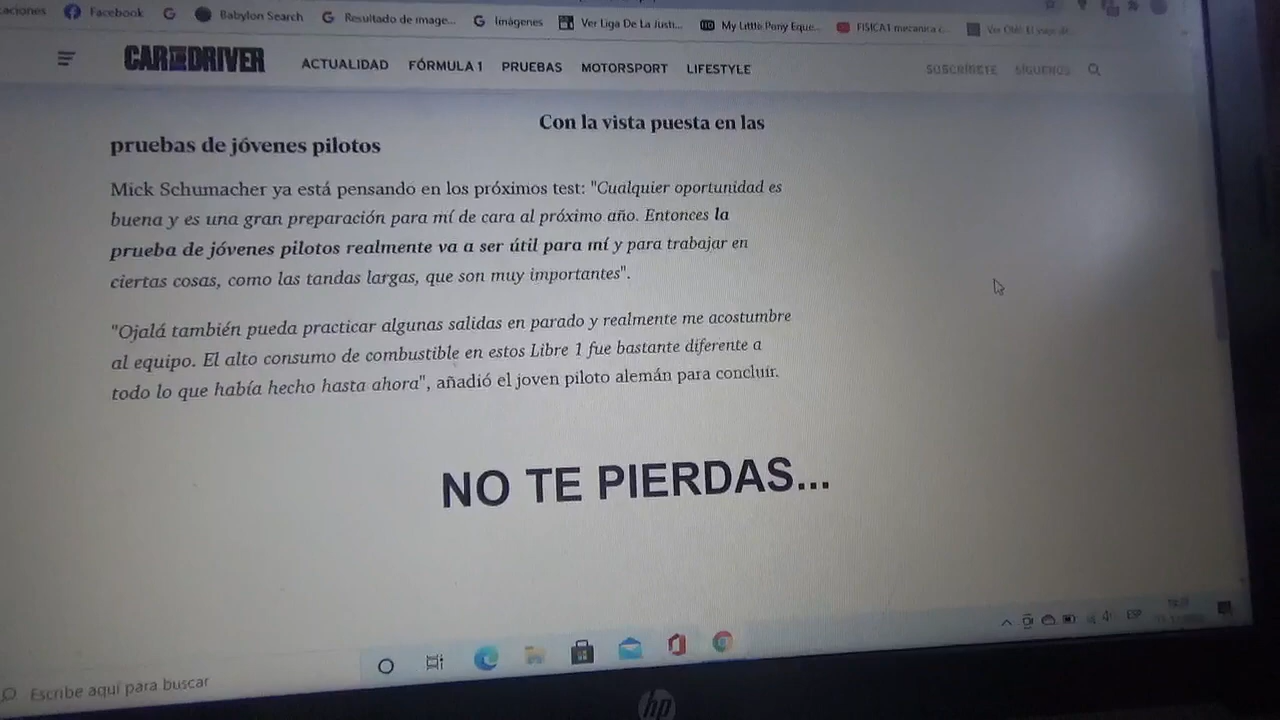 caciones Facebook Babylon Search Resultado de image... Imágenes Ver Liga De La Justi... My Little Pony Eque... FISICA1 mecanica c...
CAR AND DRIVER ACTUALIDAD FÓRMULA 1 PRUEBAS MOTORSPORT LIFESTYLE SUSCRÍBETE SÍGUENOS
Con la vista puesta en las
pruebas de jóvenes pilotos
Mick Schumacher ya está pensando en los próximos test: "Cualquier oportunidad es
buena y es una gran preparación para mí de cara al próximo año. Entonces la
prueba de jóvenes pilotos realmente va a ser útil para mí y para trabajar en
ciertas cosas, como las tandas largas, que son muy importantes".
"Ojalá también pueda practicar algunas salidas en parado y realmente me acostumbre
al equipo. El alto consumo de combustible en estos Libre 1 fue bastante diferente a
todo lo que había hecho hasta ahora", añadió el joven piloto alemán para concluir.
NO TE PIERDAS...
ESP
Escribe aquí para buscar
hp